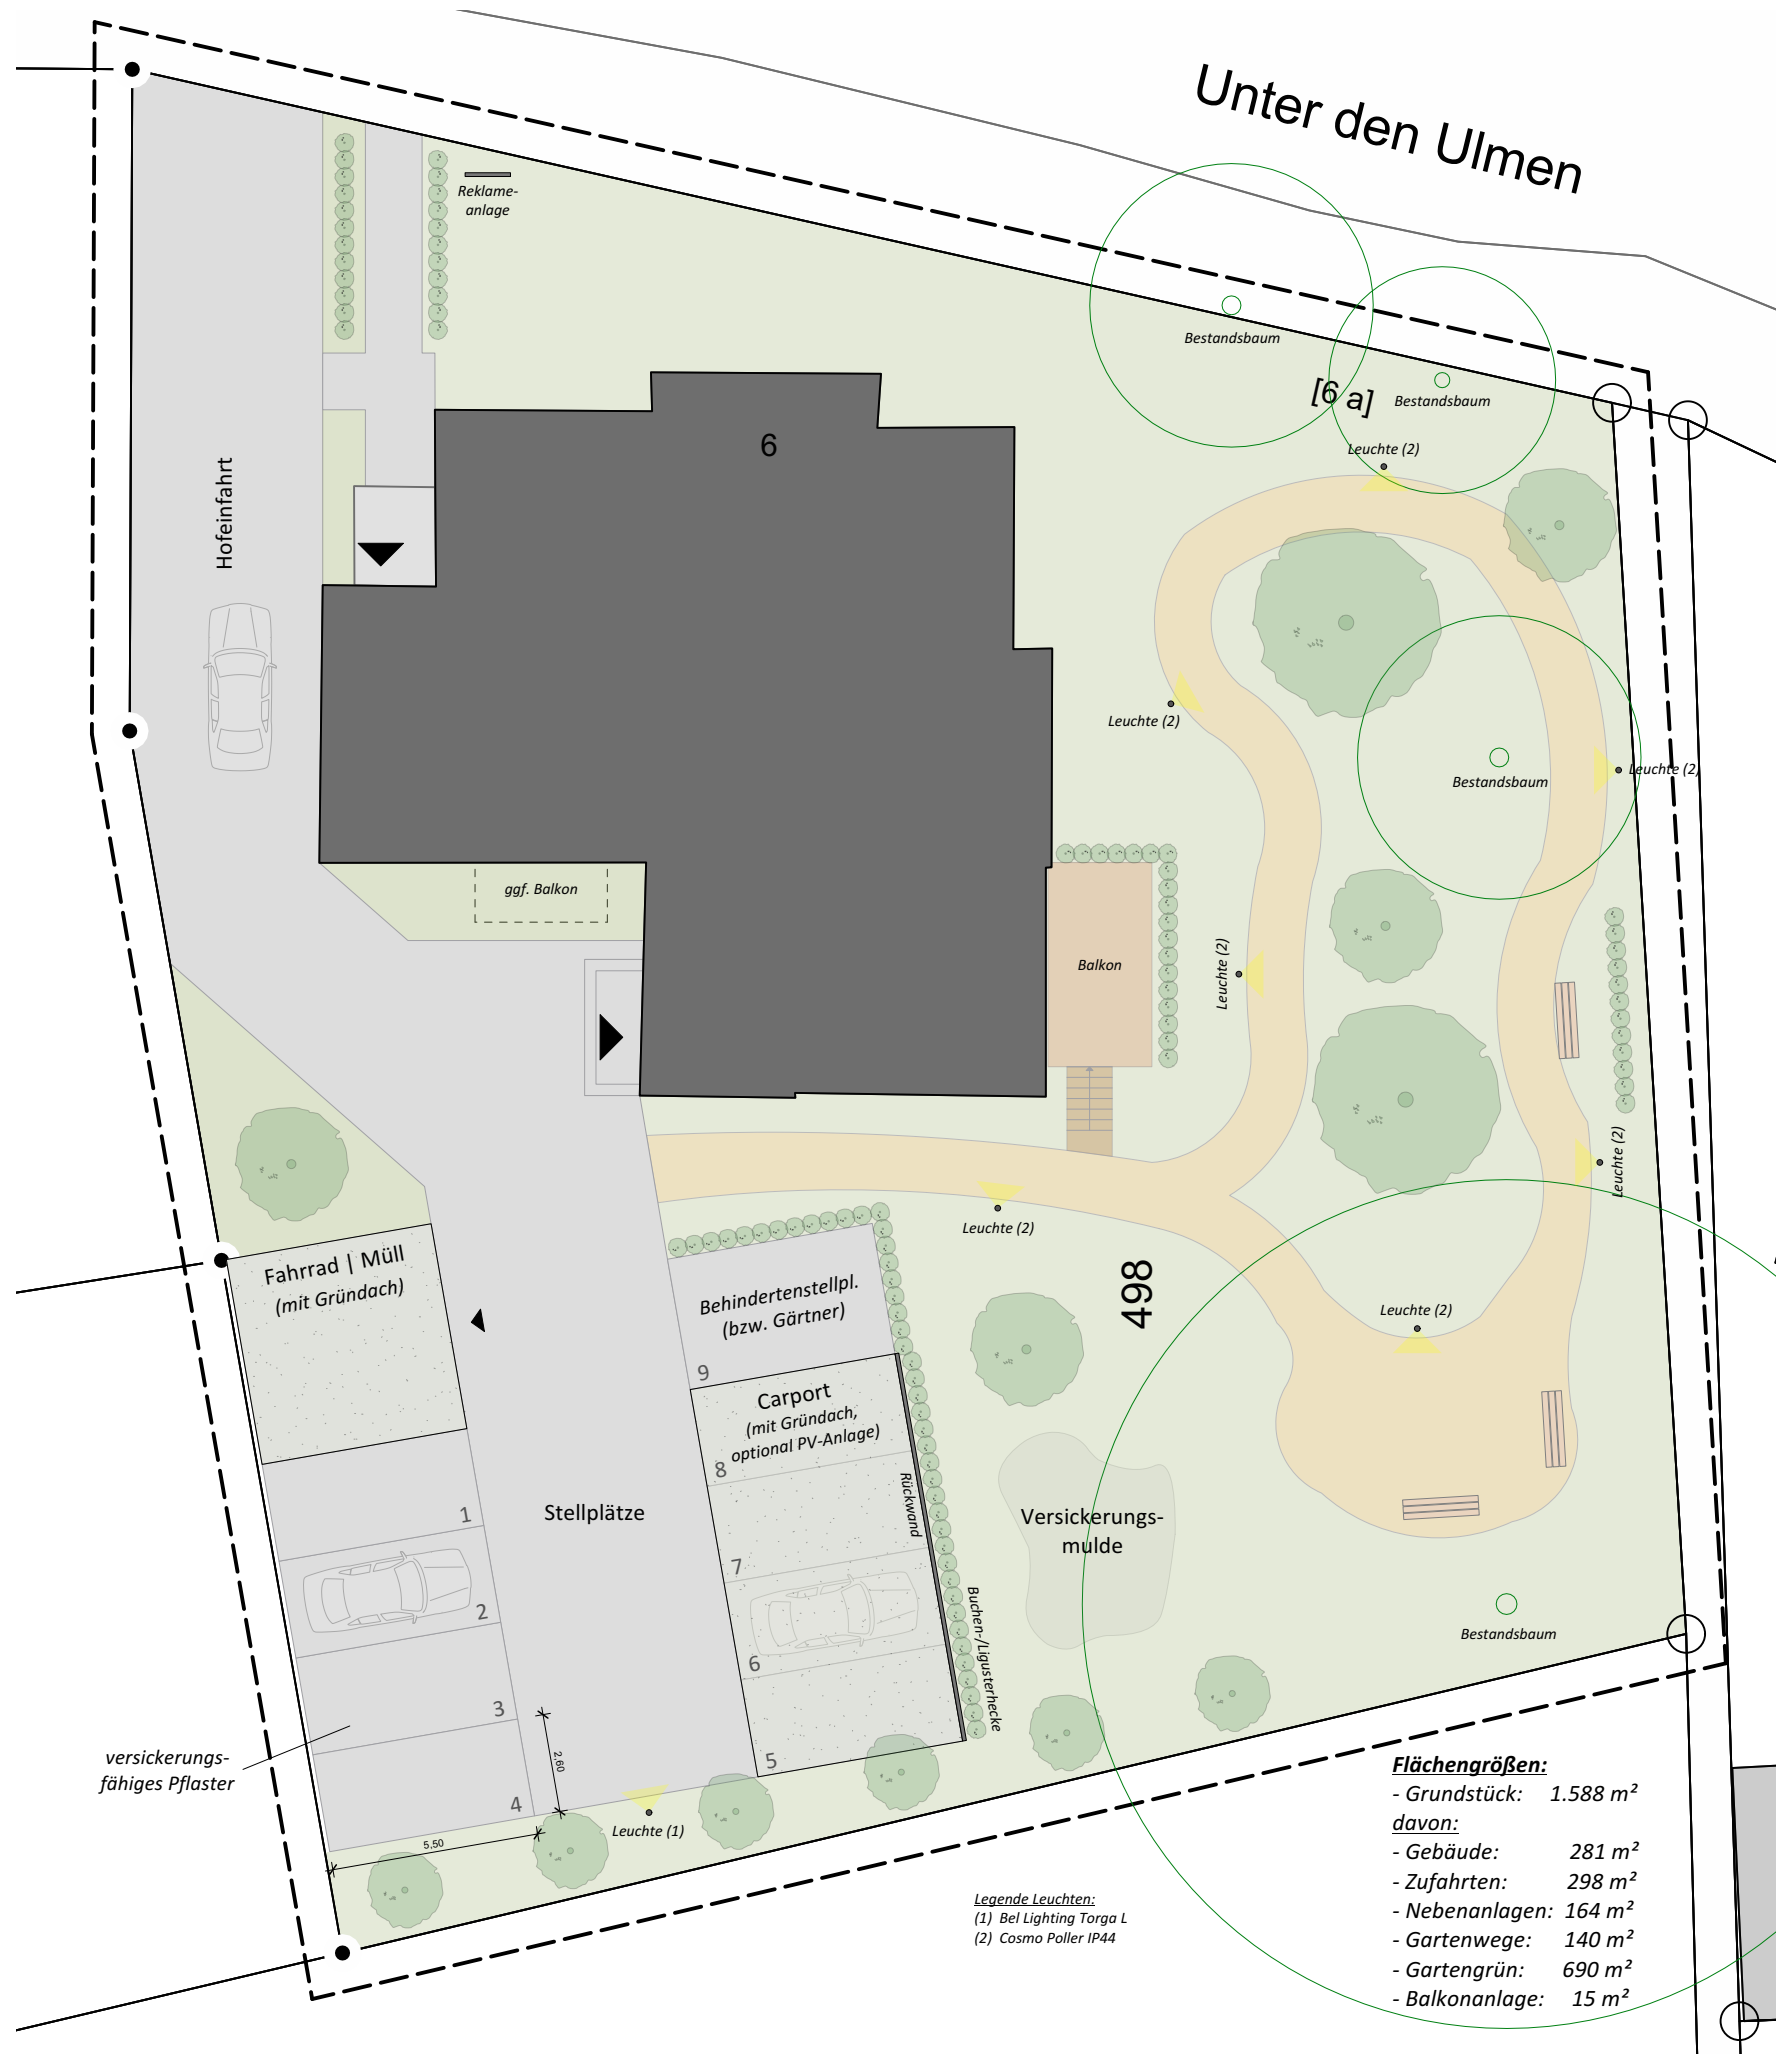 Unter den Ulmen
Reklame-
anlage
Bestandsbaum
[6 a]
Bestandsbaum
Leuchte (2)
6
Hofeinfahrt
Leuchte (2)
Bestandsbaum
Leuchte (2)
ggf. Balkon
Balkon
Leuchte (2)
Leuchte (2)
Leuchte (2)
498
Fahrrad | Müll
(mit Gründach)
Behindertenstellpl.
(bzw. Gärtner)
9
Leuchte (2)
Carport
(mit Gründach,
optional PV-Anlage)
8
Rückwand
1
Stellplätze
Versickerungs-
mulde
7
2
6
Buchen-/Ligusterhecke
Bestandsbaum
3
2,60
5
4
versickerungs-
fähiges Pflaster
5,50
Leuchte (1)
Flächengrößen:
- Grundstück: 1.588 m²
davon:
- Gebäude: 281 m²
- Zufahrten: 298 m²
- Nebenanlagen: 164 m²
- Gartenwege: 140 m²
- Gartengrün: 690 m²
- Balkonanlage: 15 m²
Legende Leuchten:
(1) Bel Lighting Torga L
(2) Cosmo Poller IP44